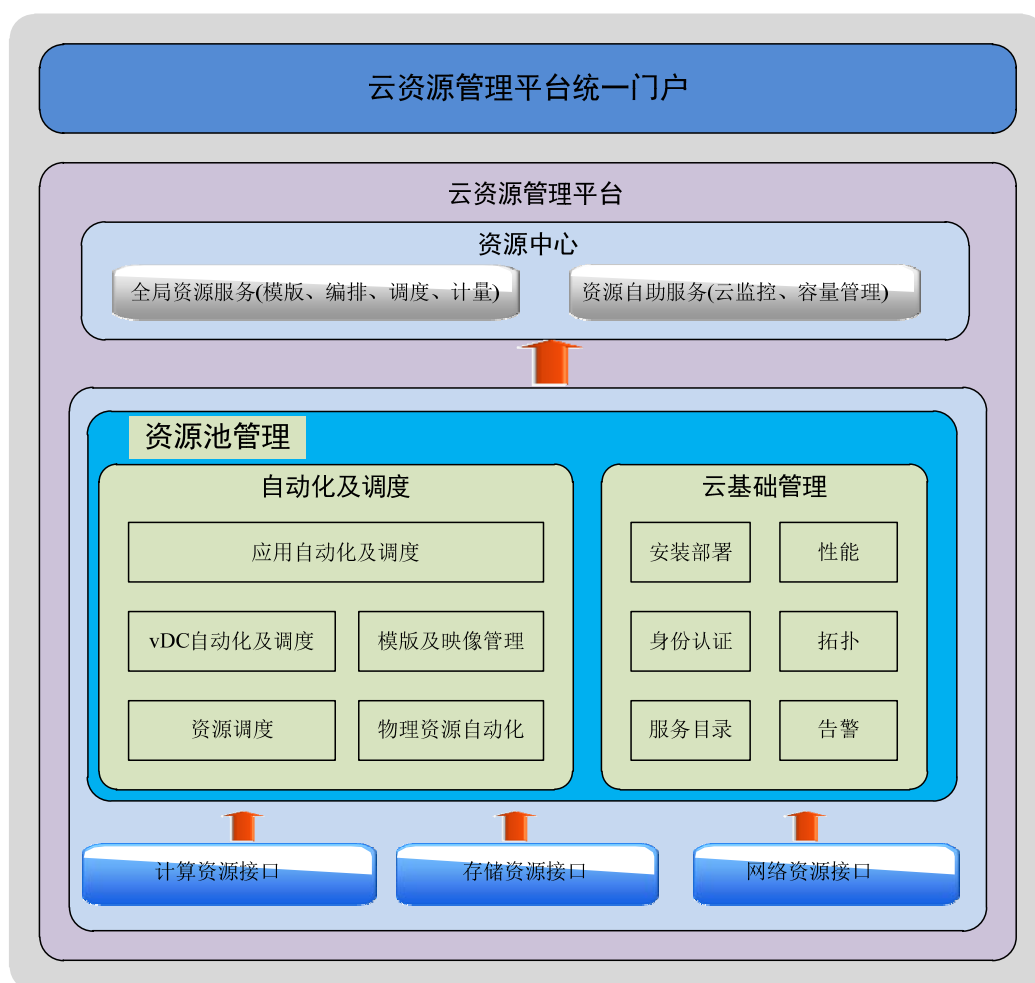 云资源管理平台统一门户
云资源管理平台
资源中心
全局资源服务(模版、编排、调度、计量)
资源自助服务(云监控、容量管理)
资源池管理
自动化及调度
应用自动化及调度
vDC自动化及调度
模版及映像管理
资源调度
物理资源自动化
云基础管理
安装部署
性能
身份认证
拓扑
服务目录
告警
计算资源接口
存储资源接口
网络资源接口